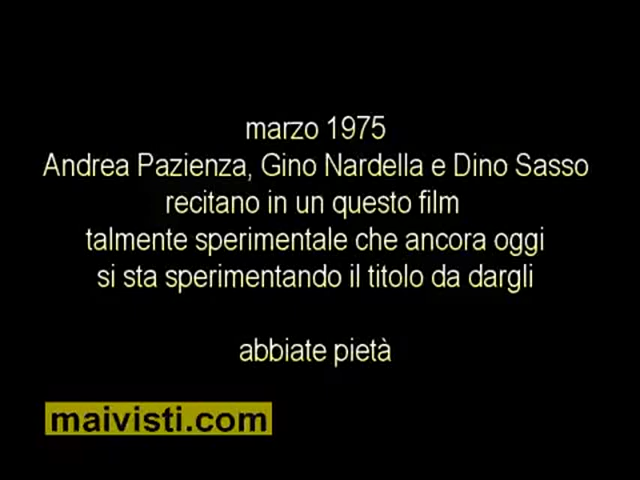 marzo 1975
Andrea Pazienza, Gino Nardella e Dino Sasso
recitano in un questo film
talmente sperimentale che ancora oggi
si sta sperimentando il titolo da dargli
abbiate pietà
maivisti.com